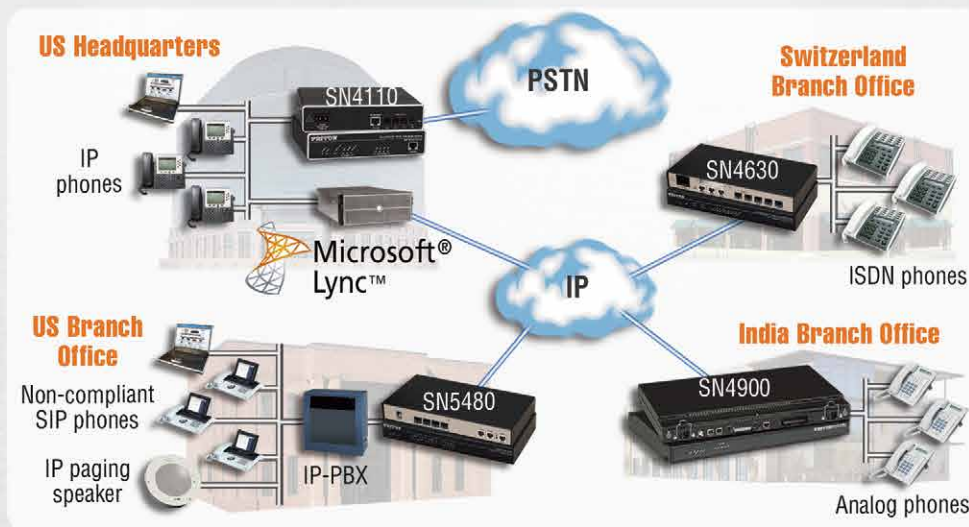 US Headquarters
SN4110
PSTN
Switzerland
Branch Office
IP
phones
SN4630
Microsoft®
Lync™
IP
ISDN phones
US Branch
Office
India Branch Office
Non-compliant
SIP phones
SN5480
SN4900
IP paging
speaker
IP-PBX
Analog phones